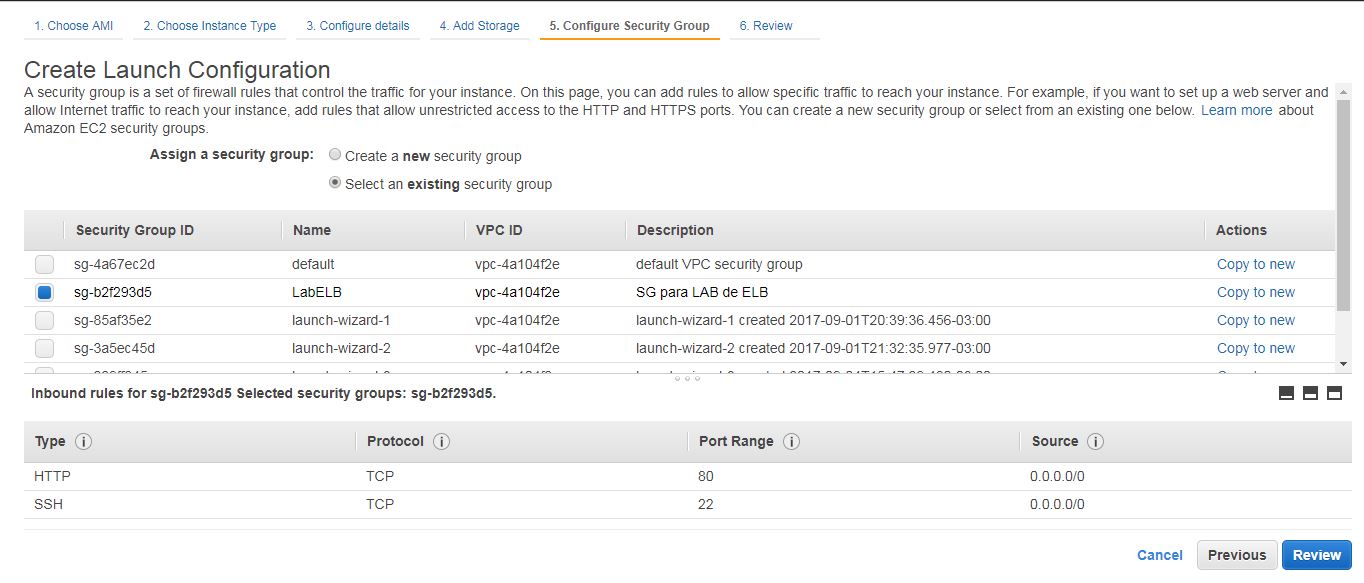 1. Choose AMI 2. Choose Instance Type 3. Configure details 4. Add Storage 5. Configure Security Group 6. Review
Create Launch Configuration
A security group is a set of firewall rules that control the traffic for your instance. On this page, you can add rules to allow specific traffic to reach your instance. For example, if you want to set up a web server and
allow Internet traffic to reach your instance, add rules that allow unrestricted access to the HTTP and HTTPS ports. You can create a new security group or select from an existing one below. Learn more about
Amazon EC2 security groups.
Assign a security group: Create a new security group
Select an existing security group
Security Group ID Name VPC ID Description Actions
sg-4a67ec2d default vpc-4a104f2e default VPC security group Copy to new
sg-b2f293d5 LabELB vpc-4a104f2e SG para LAB de ELB Copy to new
sg-85af35e2 launch-wizard-1 vpc-4a104f2e launch-wizard-1 created 2017-09-01T20:39:36.456-03:00 Copy to new
sg-3a5ec45d launch-wizard-2 vpc-4a104f2e launch-wizard-2 created 2017-09-01T21:32:35.977-03:00 Copy to new
Inbound rules for sg-b2f293d5 Selected security groups: sg-b2f293d5.
Type Protocol Port Range Source
HTTP TCP 80 0.0.0.0/0
SSH TCP 22 0.0.0.0/0
Cancel Previous Review